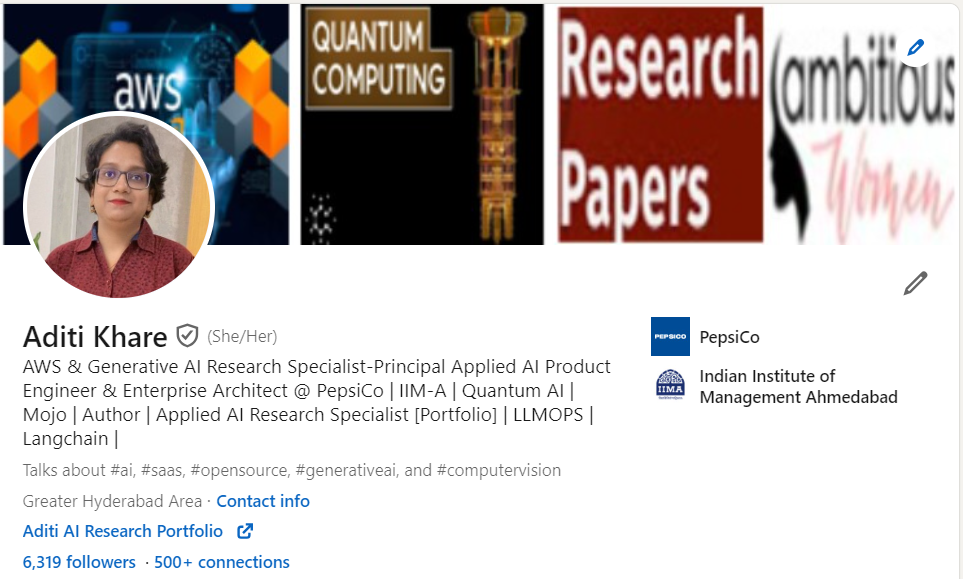 aws
QUANTUM
COMPUTING
Research
Papers
ambitious
Women
Aditi Khare (She/Her)
AWS & Generative AI Research Specialist-Principal Applied AI Product
Engineer & Enterprise Architect @ PepsiCo | IIM-A | Quantum AI |
Mojo | Author | Applied AI Research Specialist [Portfolio] | LLMOPS |
Langchain |
Talks about #ai, #saas, #opensource, #generativeai, and #computervision
Greater Hyderabad Area · Contact info
Aditi AI Research Portfolio
6,319 followers · 500+ connections
PEPSICO
PepsiCo
IIMA
Indian Institute of
Management Ahmedabad